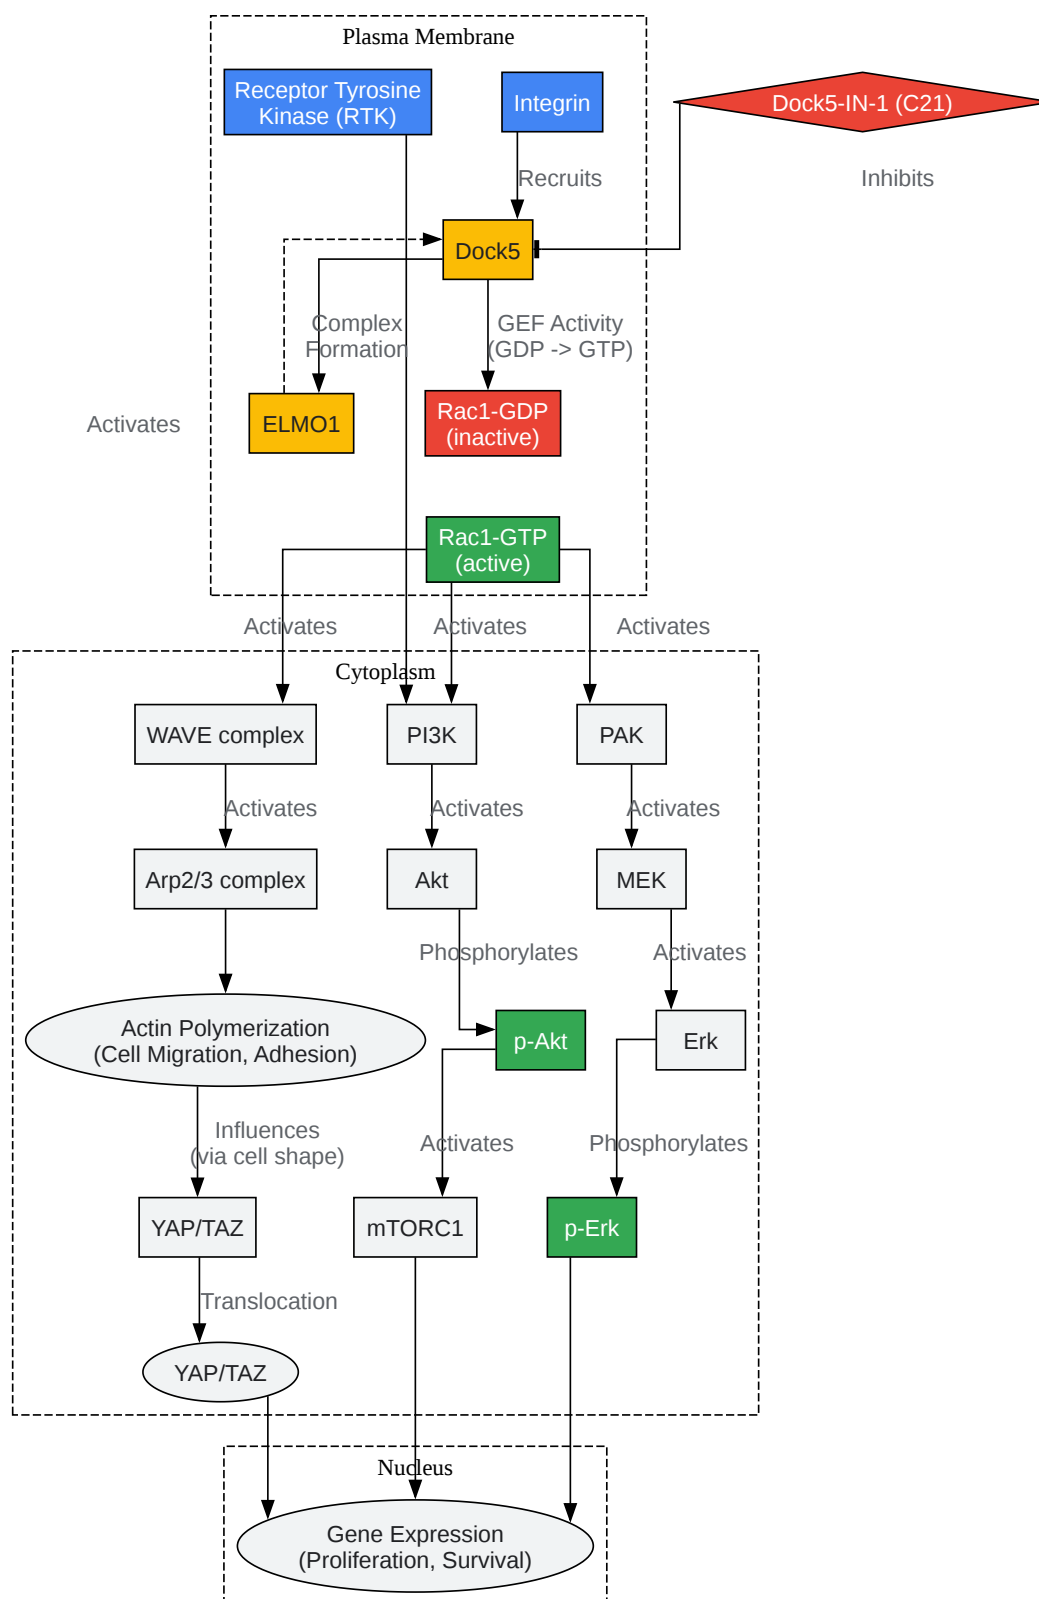 Plasma Membrane
Receptor Tyrosine
Kinase (RTK)
Integrin
Dock5-IN-1 (C21)
Recruits
Inhibits
Dock5
Complex
Formation
GEF Activity
(GDP -> GTP)
Activates
ELMO1
Rac1-GDP
(inactive)
Rac1-GTP
(active)
Activates
Activates
Activates
Cytoplasm
WAVE complex
PI3K
PAK
Activates
Activates
Activates
Arp2/3 complex
Akt
MEK
Phosphorylates
Activates
Actin Polymerization
(Cell Migration, Adhesion)
p-Akt
Erk
Influences
(via cell shape)
Activates
Phosphorylates
YAP/TAZ
mTORC1
p-Erk
Translocation
YAP/TAZ
Nucleus
Gene Expression
(Proliferation, Survival)